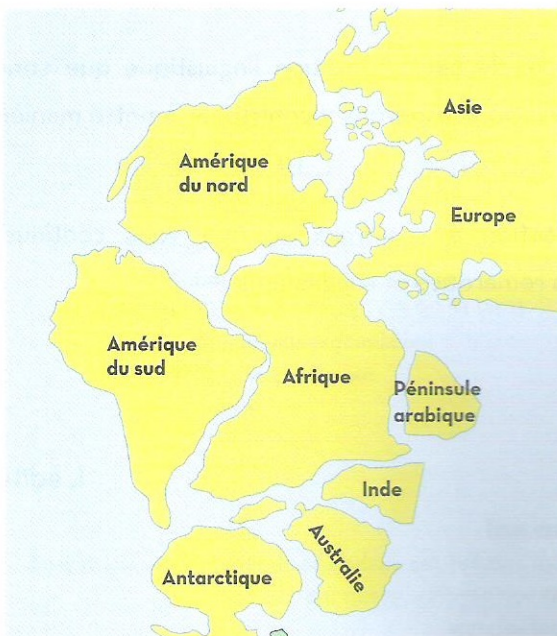 Asie
Amérique
du nord
Europe
Amérique
du sud
Afrique
Péninsule
arabique
Inde
Australie
Antarctique